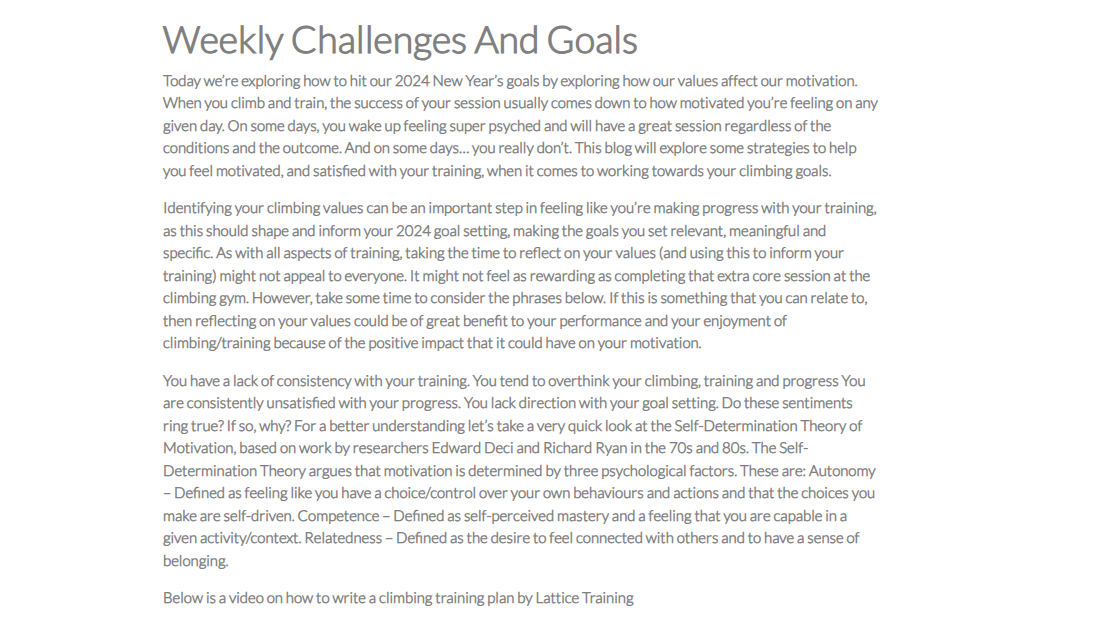 Weekly Challenges And Goals
Today we're exploring how to hit our 2024 New Year's goals by exploring how our values affect our motivation.
When you climb and train, the success of your session usually comes down to how motivated you're feeling on any
given day. On some days, you wake up feeling super psyched and will have a great session regardless of the
conditions and the outcome. And on some days… you really don't. This blog will explore some strategies to help
you feel motivated, and satisfied with your training, when it comes to working towards your climbing goals.
Identifying your climbing values can be an important step in feeling like you're making progress with your training,
as this should shape and inform your 2024 goal setting, making the goals you set relevant, meaningful and
specific. As with all aspects of training, taking the time to reflect on your values (and using this to inform your
training) might not appeal to everyone. It might not feel as rewarding as completing that extra core session at the
climbing gym. However, take some time to consider the phrases below. If this is something that you can relate to,
then reflecting on your values could be of great benefit to your performance and your enjoyment of
climbing/training because of the positive impact that it could have on your motivation.
You have a lack of consistency with your training. You tend to overthink your climbing, training and progress You
are consistently unsatisfied with your progress. You lack direction with your goal setting. Do these sentiments
ring true? If so, why? For a better understanding let's take a very quick look at the Self-Determination Theory of
Motivation, based on work by researchers Edward Deci and Richard Ryan in the 70s and 80s. The Self-
Determination Theory argues that motivation is determined by three psychological factors. These are: Autonomy
– Defined as feeling like you have a choice/control over your own behaviours and actions and that the choices you
make are self-driven. Competence – Defined as self-perceived mastery and a feeling that you are capable in a
given activity/context. Relatedness – Defined as the desire to feel connected with others and to have a sense of
belonging.
Below is a video on how to write a climbing training plan by Lattice Training